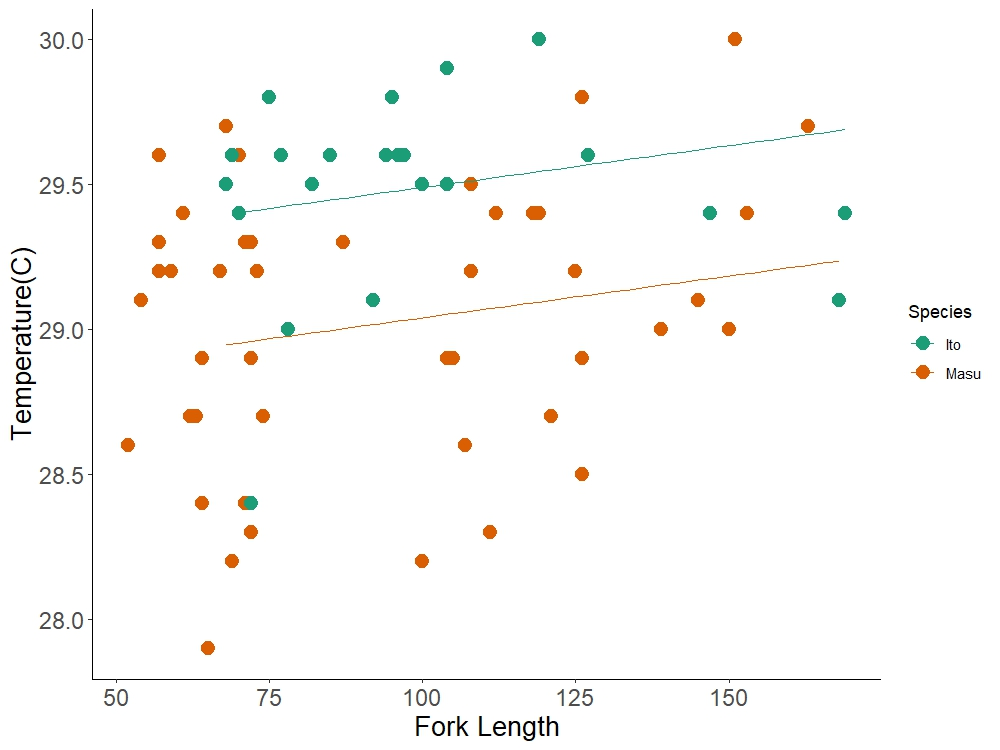 30.0
29.5
29.0
28.5
28.0
Temperature(C)
50 75 100 125 150
Fork Length
Species
Ito
Masu